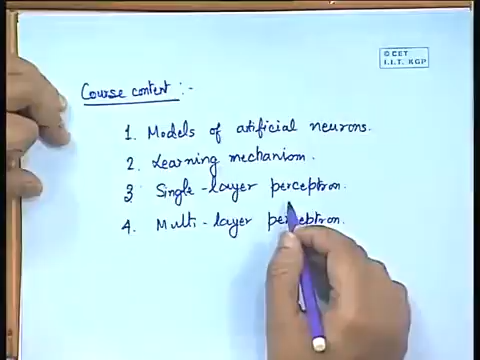 © CET
I.I.T. KGP
Course content :-
1. Models of artificial neurons.
2. Learning mechanism.
3. Single-layer perceptron.
4. Multi-layer perceptron.